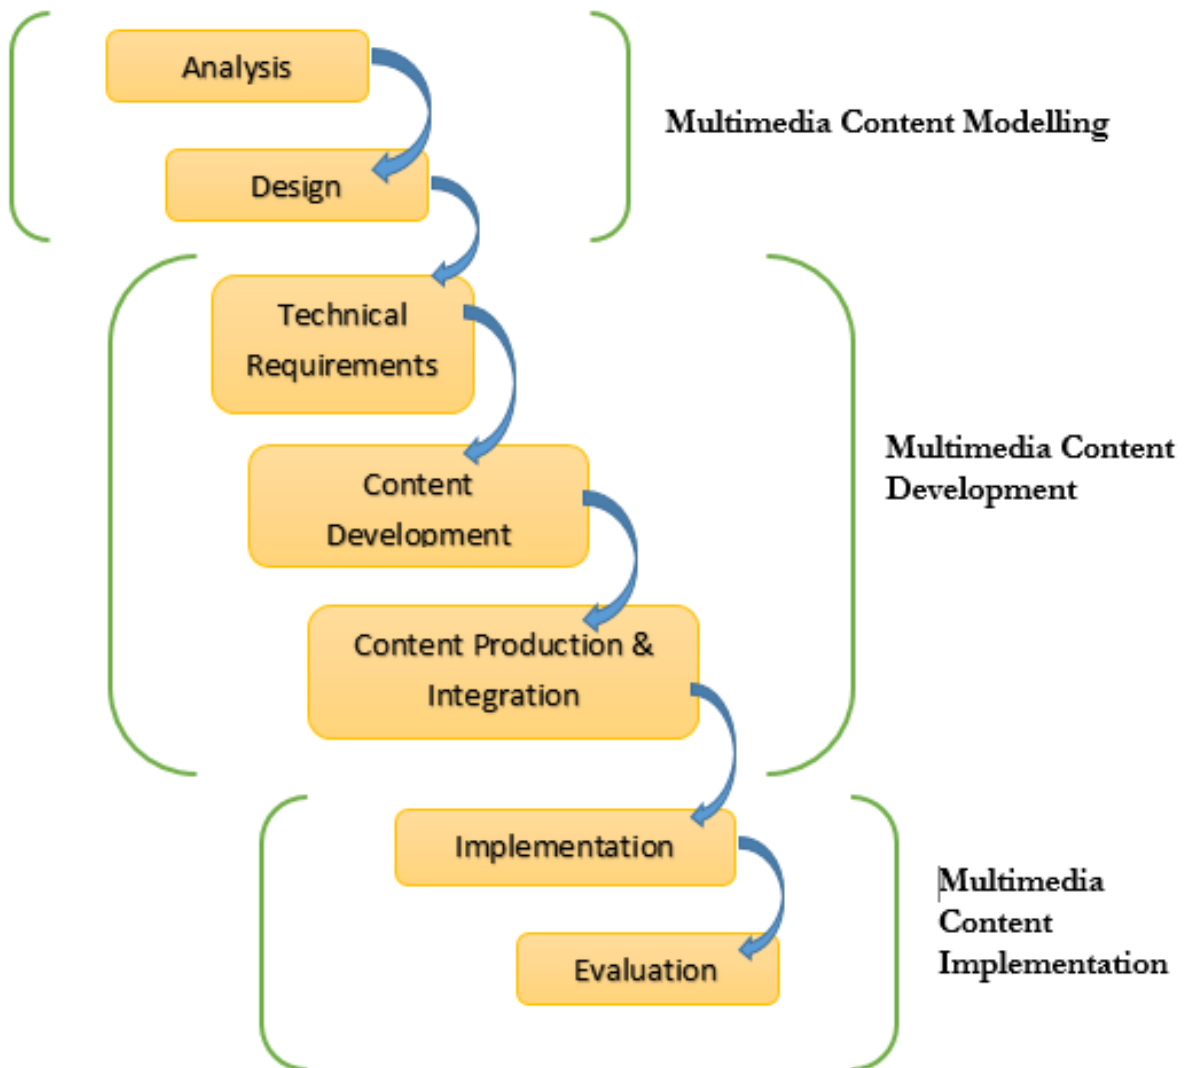 Analysis
Multimedia Content Modelling
Design
Technical
Requirements
Multimedia Content
Development
Content
Development
Content Production &
Integration
Implementation
Multimedia
Content
Implementation
Evaluation